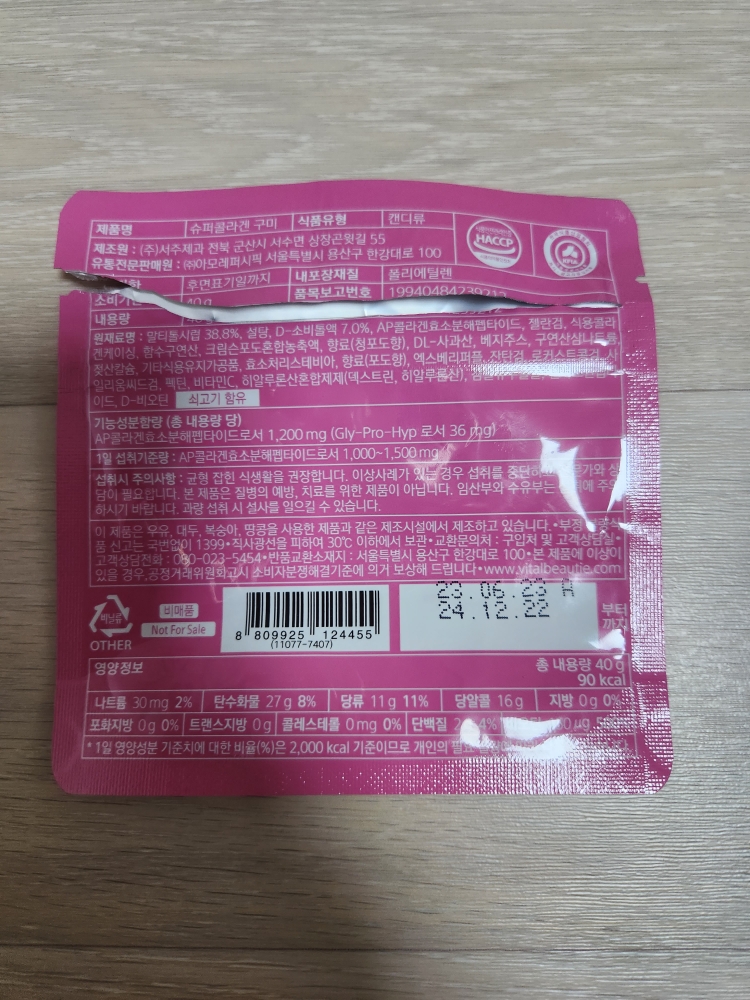 제품명 슈퍼콜라겐 구미 식품유형 캔디류
HACCP
제조원 : (주)서주제과 전북 군산시 서수면 상장곤윗길 55
유통전문판매원 : ㈜아모레퍼시픽 서울특별시 용산구 한강대로 100
후면표기일까지 내포장재질 폴리에틸렌
40 g 품목보고번호
내용량
원재료명 : 말티톨시럽 38.8%, 설탕, D-소비톨액 7.0%, AP콜라겐효소분해펩타이드, 젤란검, 식용콜라
겐케이싱, 함수구연산, 크림슨포도혼합농축액, 향료(청포도향), DL-사과산, 베지주스,
젖산칼슘, 기타식용유지가공품, 효소처리스테비아, 향료(포도향), 엑스베리퍼플, 잔탄검,
일리움씨드검, 펙틴, 비타민C, 히알루론산혼합제제(덱스트린, 히알루론산),
이드, D-비오틴 쇠고기 함유
기능성분함량 (총 내용량 당)
AP콜라겐효소분해펩타이드로서 1,200 mg (Gly-Pro-Hyp 로서 36 mg)
1일 섭취기준량 : AP콜라겐효소분해펩타이드로서 1,000~1,500 mg
섭취시 주의사항 : 균형 잡힌 식생활을 권장합니다. 이상사례가 있는 경우 섭취를
담이 필요합니다. 본 제품은 질병의 예방, 치료를 위한 제품이 아닙니다. 임산부와 수유부는
하시기 바랍니다. 과량 섭취 시 설사를 일으킬 수 있습니다.
이 제품은 우유, 대두, 복숭아, 땅콩을 사용한 제품과 같은 제조시설에서 제조하고 있습니다. •
품 신고는 국번없이 1399 • 직사광선을 피하여 30℃ 이하에서 보관 • 교환문의처 : 구입처 및 고객상담실 •
고객상담전화 : 080-023-5454 • 반품교환소재지 : 서울특별시 용산구 한강대로 100 • 본 제품에 이상이
있을 경우, 공정거래위원회고시 소비자분쟁해결기준에 의거 보상해 드립니다 • www.vitalbeautie.com
23.06.23 A 부터
24.12.22 까지
비닐류
OTHER
비매품
Not For Sale
8 809925 124455
(11077-7407)
영양정보 총 내용량 40 g
90 kcal
나트륨 30 mg 2% 탄수화물 27 g 8% 당류 11 g 11% 당알콜 16 g 지방 0 g 0%
포화지방 0 g 0% 트랜스지방 0 g 콜레스테롤 0 mg 0% 단백질
* 1일 영양성분 기준치에 대한 비율(%)은 2,000 kcal 기준이므로 개인의